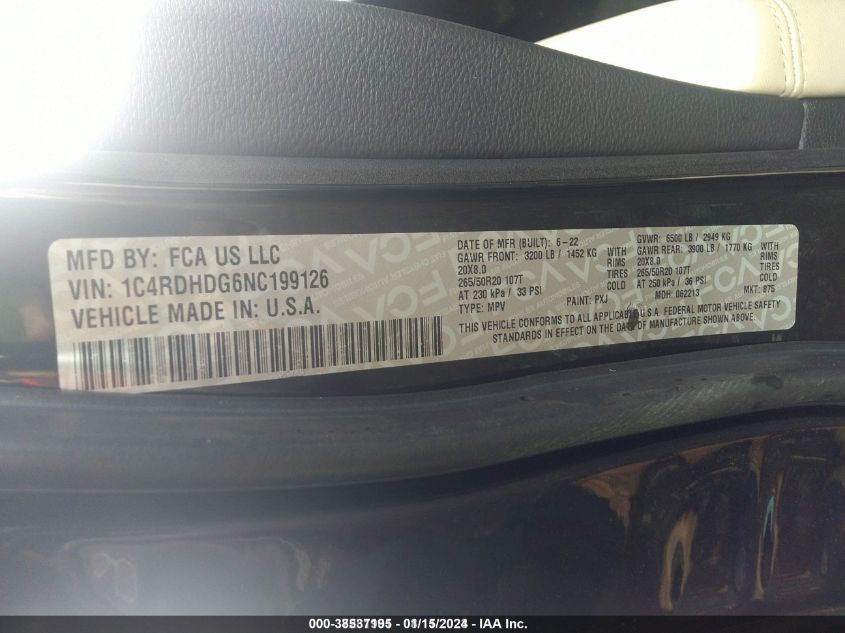 MFD BY: FCA US LLC
VIN: 1C4RDHDG6NC199126
VEHICLE MADE IN: U.S.A.
DATE OF MFR (BUILT): 6-22 GVWR: 6500 LB / 2949 KG
GAWR FRONT: 3200 LB / 1452 KG WITH GAWR REAR: 3900 LB / 1770 KG WITH
20X8.0 RIMS 20X8.0 RIMS
265/50R20 107T TIRES 265/50R20 107T TIRES
AT 230 kPa / 33 PSI COLD AT 250 kPa / 36 PSI COLD
TYPE: MPV PAINT: PXJ MDH: 062213 MKT: 875
THIS VEHICLE CONFORMS TO ALL APPLICABLE U.S.A. FEDERAL MOTOR VEHICLE SAFETY
STANDARDS IN EFFECT ON THE DATE OF MANUFACTURE SHOWN ABOVE.
000-38537195 - 01/15/2024 - IAA Inc.